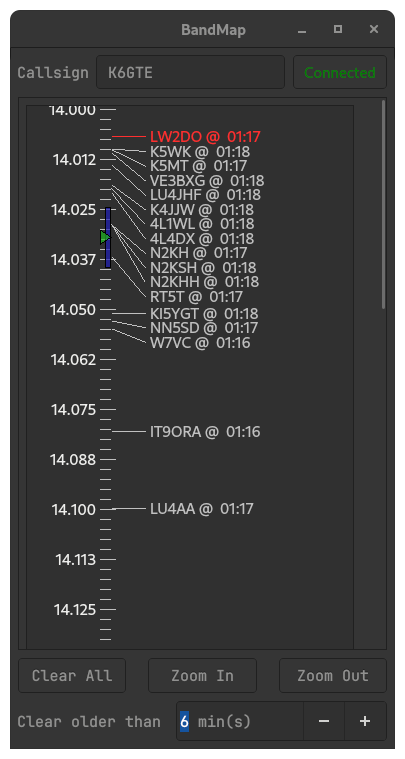 BandMap
Callsign K6GTE Connected
14.000
LW2DO @ 01:17
K5WK @ 01:18
14.012
K5MT @ 01:17
VE3BXG @ 01:18
LU4JHF @ 01:18
14.025
K4JJW @ 01:18
4L1WL @ 01:18
4L4DX @ 01:18
N2KH @ 01:17
14.037
N2KSH @ 01:18
N2KHH @ 01:18
RT5T @ 01:17
14.050
KI5YGT @ 01:18
NN5SD @ 01:17
W7VC @ 01:16
14.062
14.075
IT9ORA @ 01:16
14.088
14.100
LU4AA @ 01:17
14.113
14.125
Clear All Zoom In Zoom Out
Clear older than 6 min(s) − +